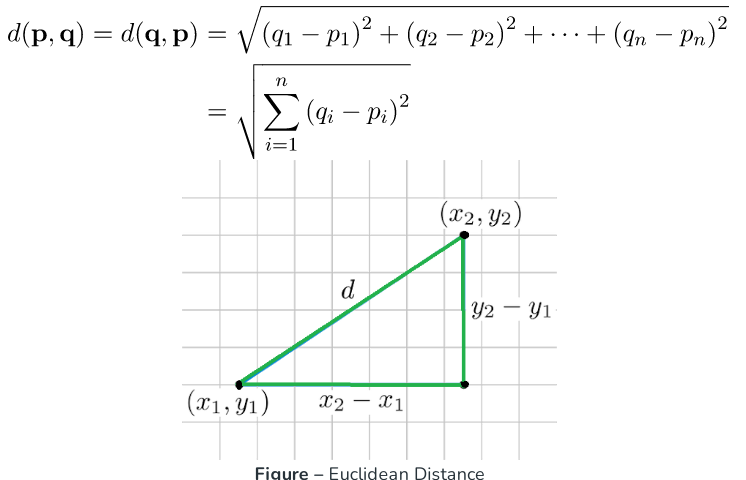 d(p, q) = d(q, p) = √((q₁ − p₁)² + (q₂ − p₂)² + ⋯ + (qₙ − pₙ)²)
= √(∑ᵢ₌₁ⁿ (qᵢ − pᵢ)²)
(x₂, y₂)
d
y₂ − y₁
(x₁, y₁)
x₂ − x₁
Figure – Euclidean Distance